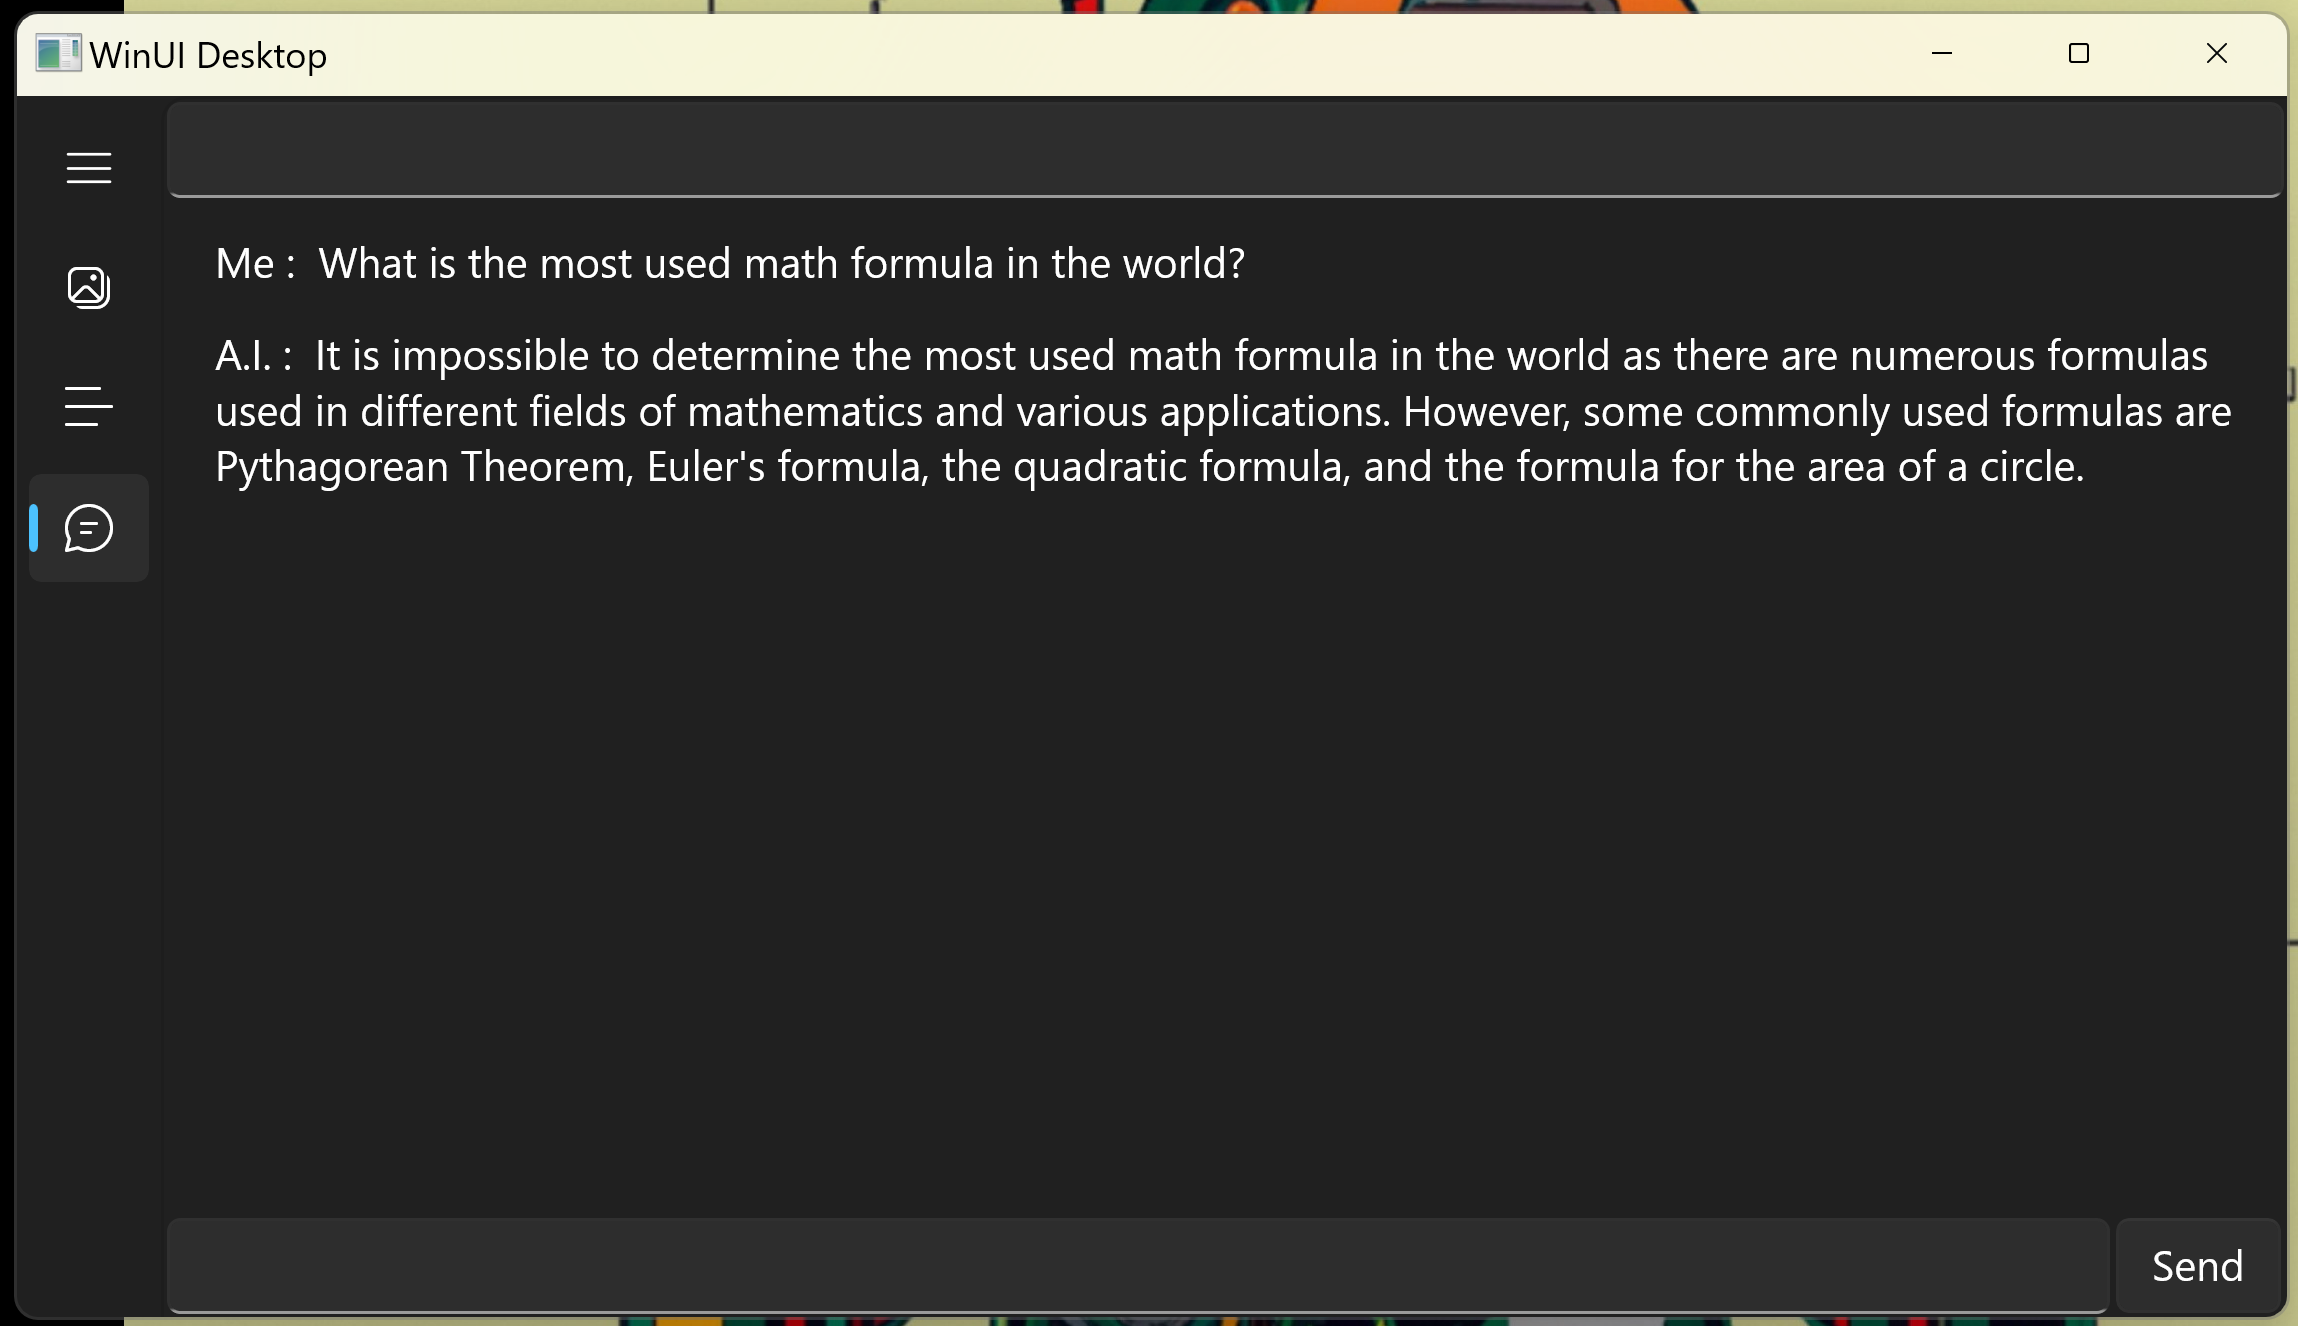 WinUI Desktop
Me :  What is the most used math formula in the world?
A.I. :  It is impossible to determine the most used math formula in the world as there are numerous formulas
used in different fields of mathematics and various applications. However, some commonly used formulas are
Pythagorean Theorem, Euler's formula, the quadratic formula, and the formula for the area of a circle.
Send